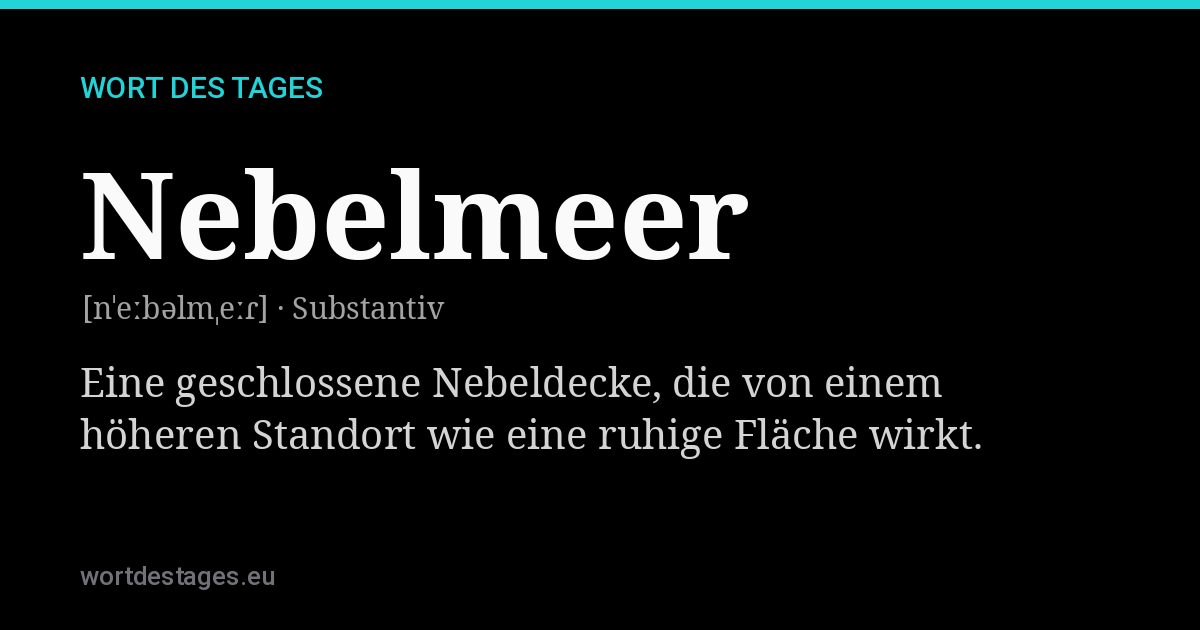 WORT DES TAGES
Nebelmeer
[nˈeːbəlmˌeːɾ] · Substantiv
Eine geschlossene Nebeldecke, die von einem
höheren Standort wie eine ruhige Fläche wirkt.
wortdestages.eu